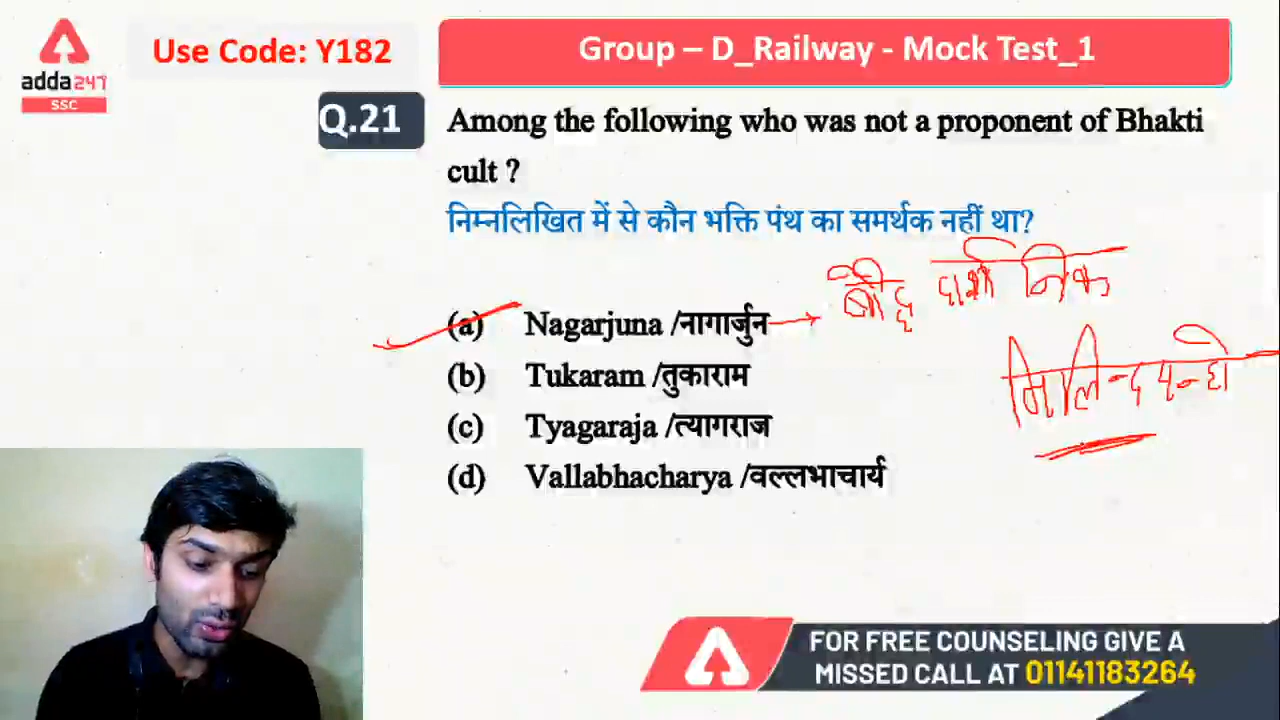 adda247
SSC
Use Code: Y182
Group – D_Railway - Mock Test_1
Q.21
Among the following who was not a proponent of Bhakti
cult ?
निम्नलिखित में से कौन भक्ति पंथ का समर्थक नहीं था?
बौद्ध दार्शनिक
(a) Nagarjuna /नागार्जुन
(b) Tukaram /तुकाराम
(c) Tyagaraja /त्यागराज
(d) Vallabhacharya /वल्लभाचार्य
FOR FREE COUNSELING GIVE A
MISSED CALL AT 01141183264